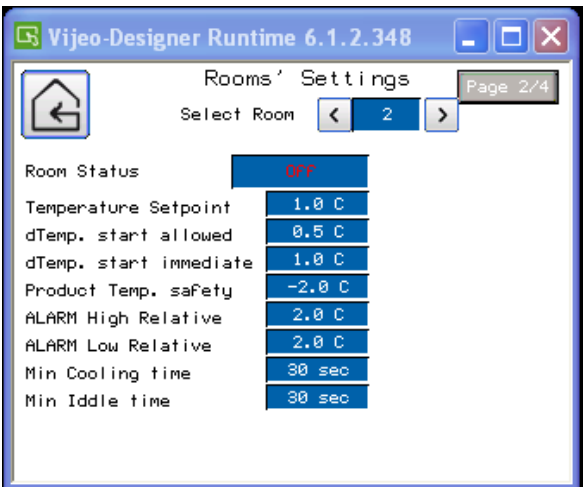 Vijeo-Designer Runtime 6.1.2.348
Rooms' Settings
Page 2/4
Select Room < 2 >
Room Status OFF
Temperature Setpoint 1.0 C
dTemp. start allowed 0.5 C
dTemp. start immediate 1.0 C
Product Temp. safety -2.0 C
ALARM High Relative 2.0 C
ALARM Low Relative 2.0 C
Min Cooling time 30 sec
Min Iddle time 30 sec